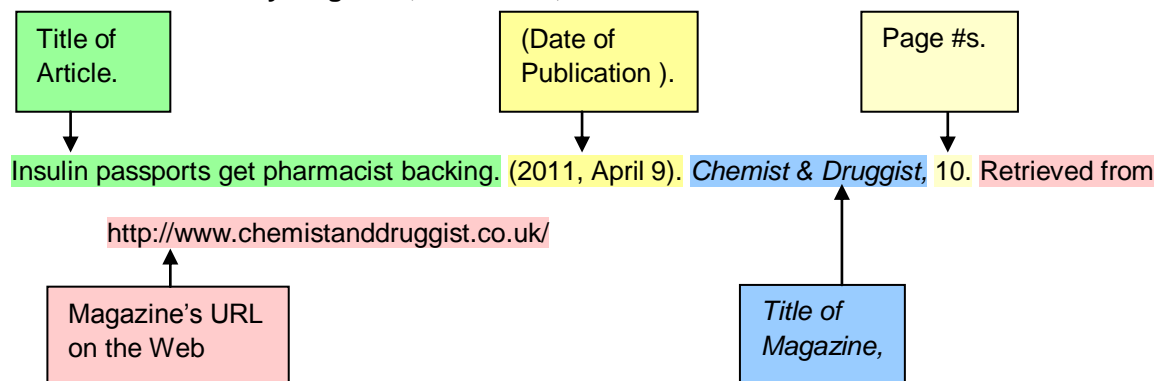 Title of
Article.
(Date of
Publication ).
Page #s.
Insulin passports get pharmacist backing. (2011, April 9). Chemist & Druggist, 10. Retrieved from
http://www.chemistanddruggist.co.uk/
Magazine's URL
on the Web
Title of
Magazine,